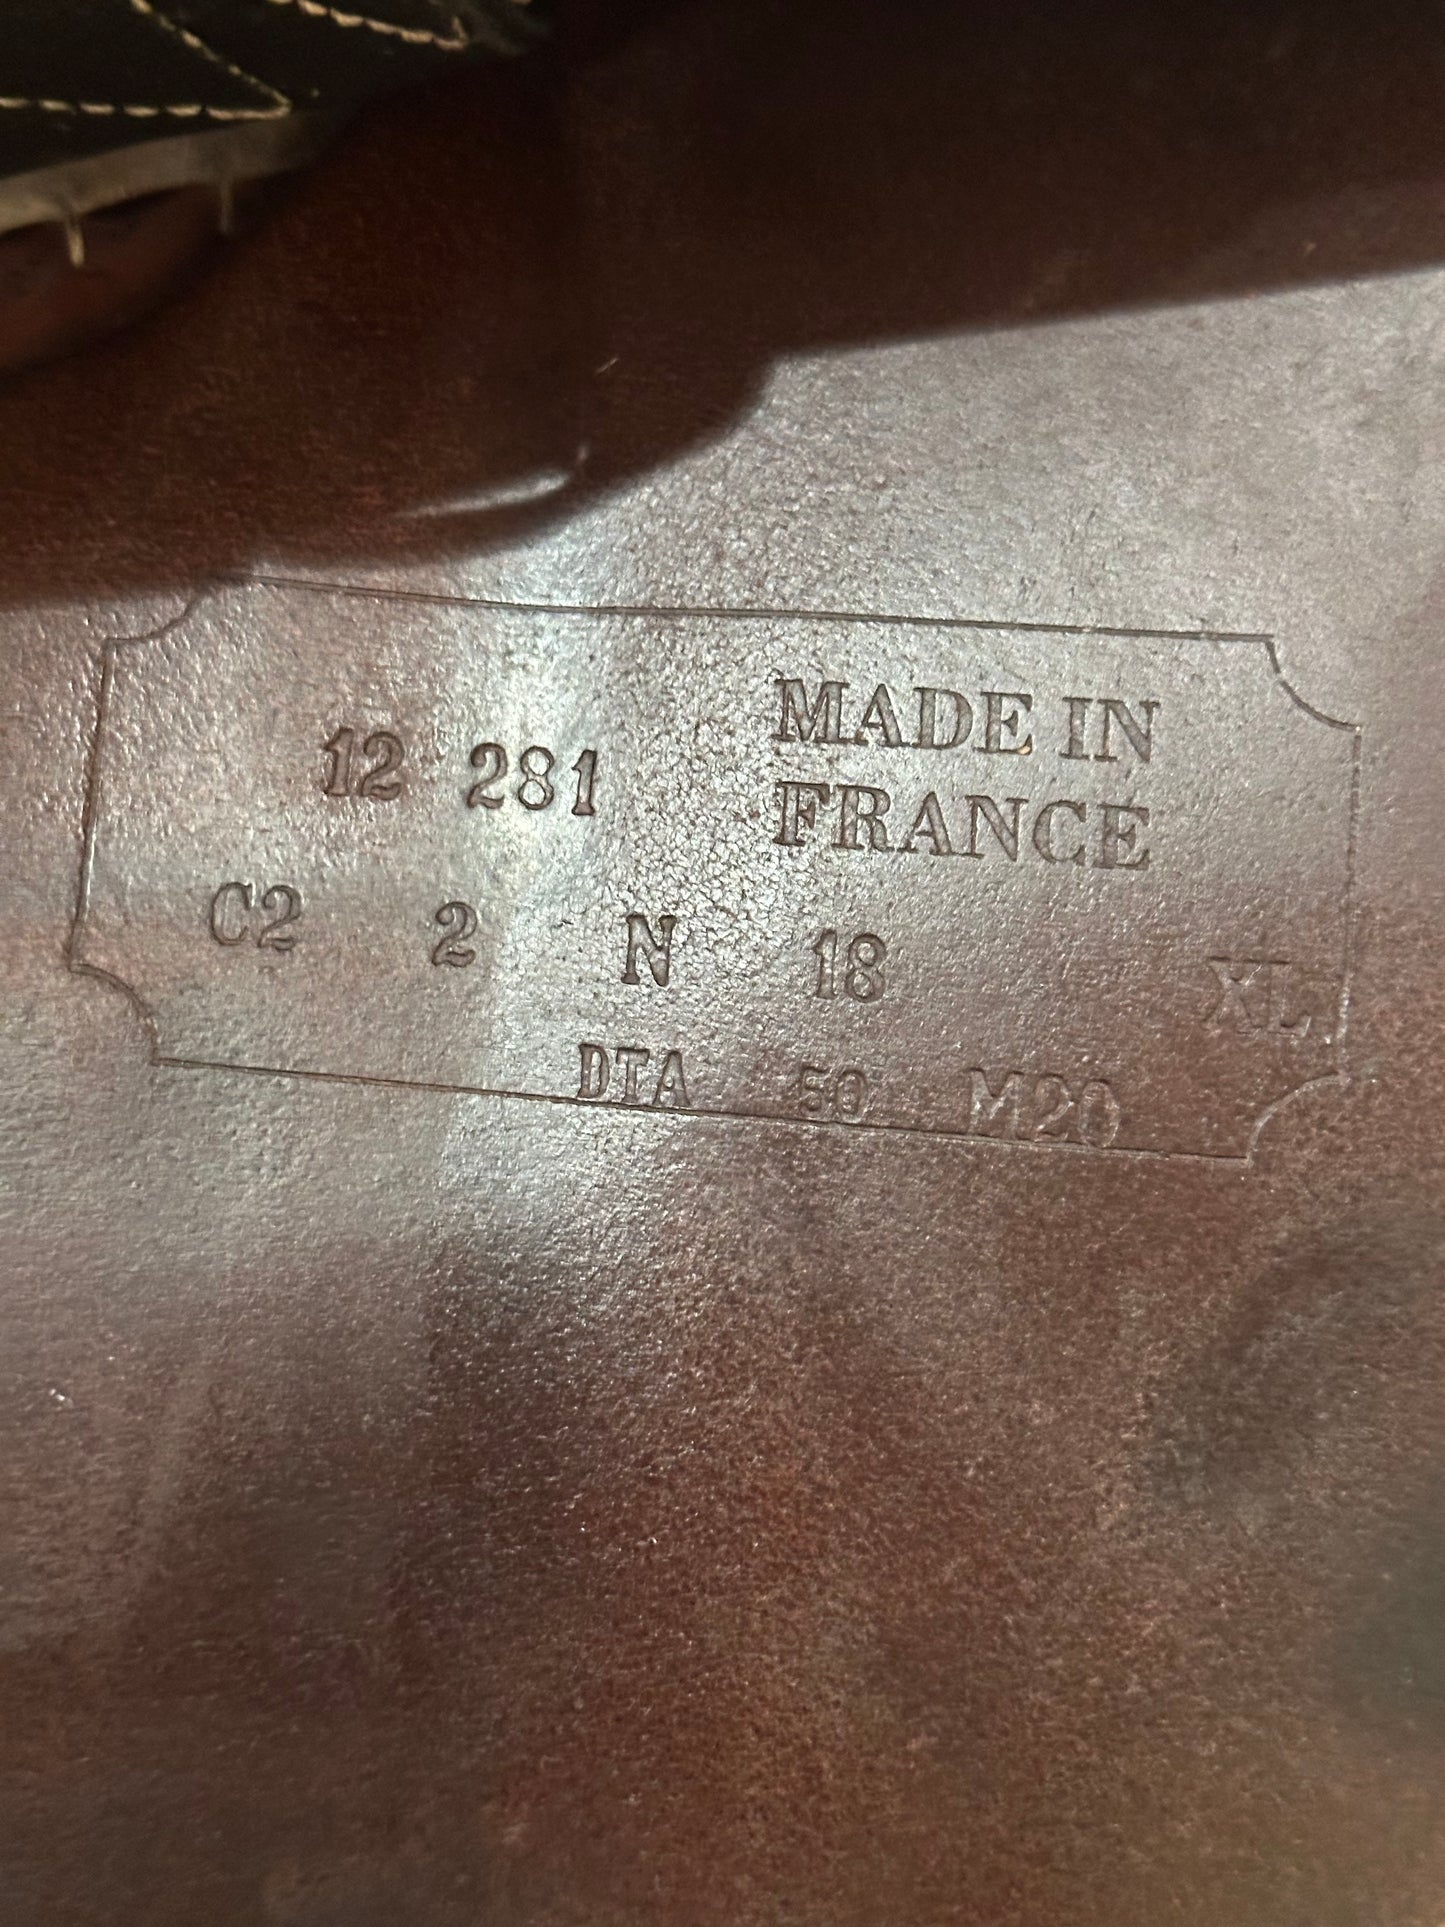 12 281 MADE IN
FRANCE
C2 2 N 18 XL
DTA 50 M20